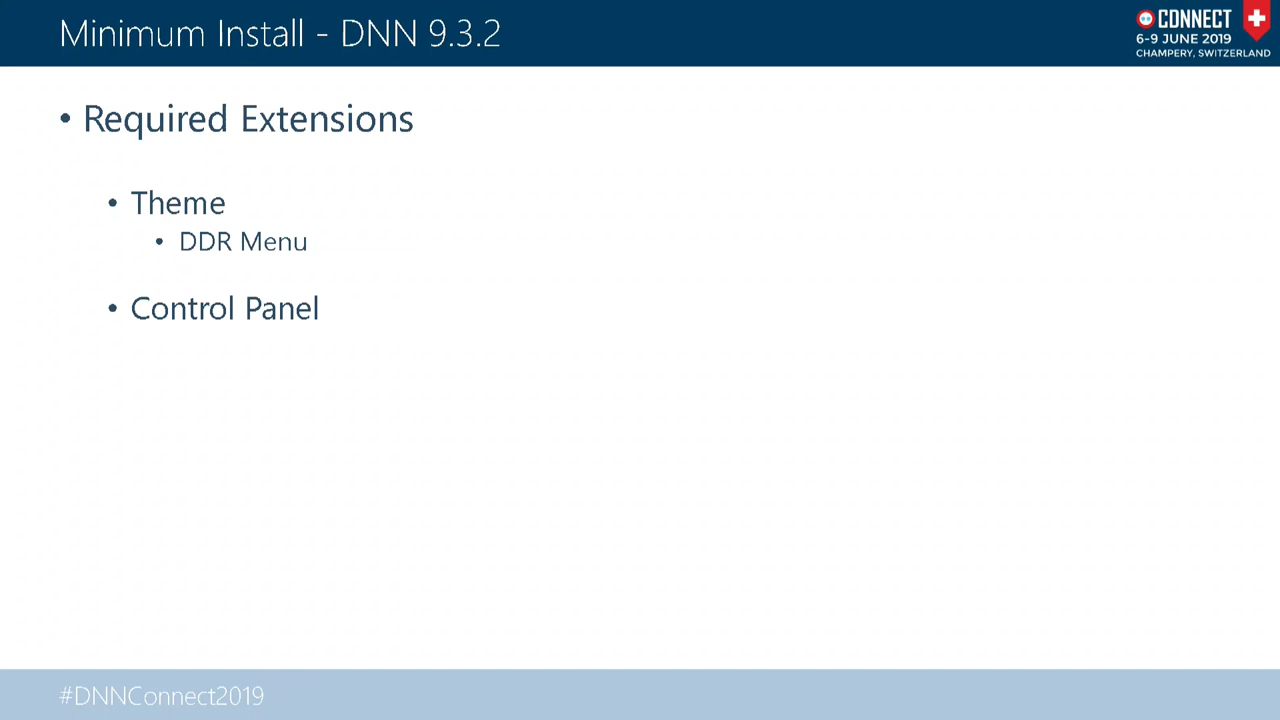 Minimum Install - DNN 9.3.2
CONNECT
6-9 JUNE 2019
CHAMPERY, SWITZERLAND
• Required Extensions
• Theme
• DDR Menu
• Control Panel
#DNNConnect2019